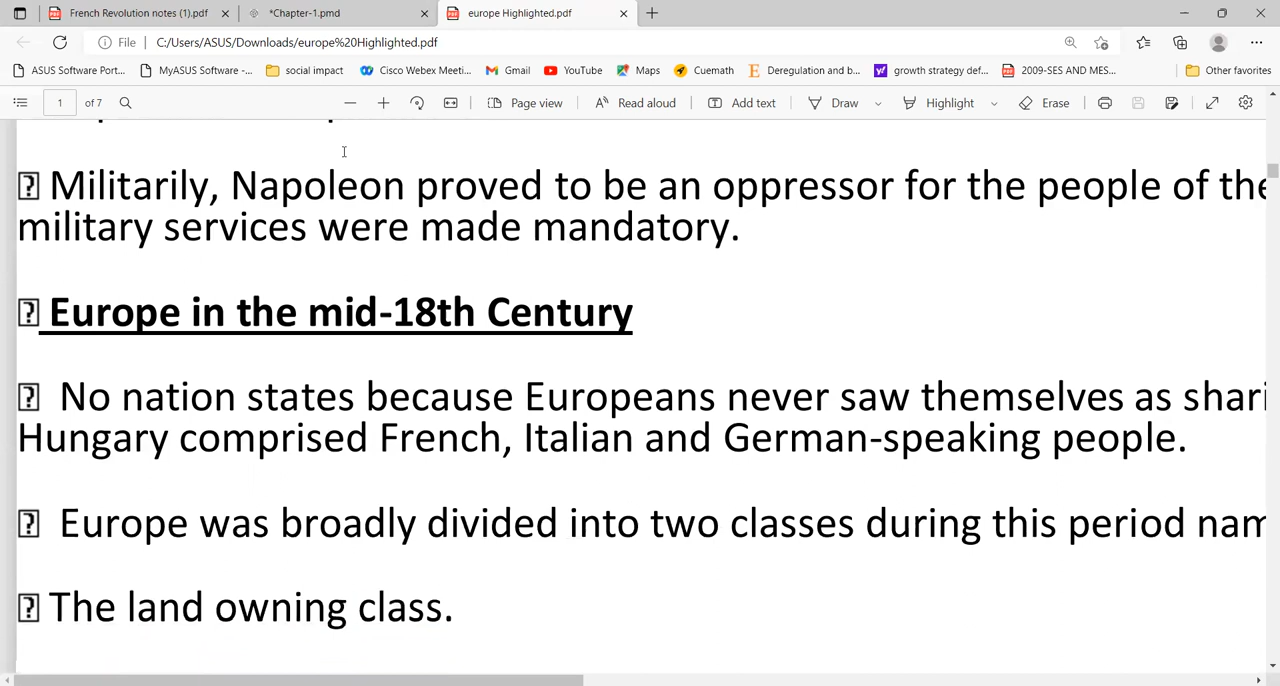 French Revolution notes (1).pdf
*Chapter-1.pmd
europe Highlighted.pdf
File C:/Users/ASUS/Downloads/europe%20Highlighted.pdf
ASUS Software Port... MyASUS Software -... social impact Cisco Webex Meeti... Gmail YouTube Maps Cuemath Deregulation and b... growth strategy def... 2009-SES AND MES... Other favorites
1 of 7 Page view Read aloud Add text Draw Highlight Erase
Militarily, Napoleon proved to be an oppressor for the people of the
military services were made mandatory.
Europe in the mid-18th Century
No nation states because Europeans never saw themselves as shari
Hungary comprised French, Italian and German-speaking people.
Europe was broadly divided into two classes during this period nam
The land owning class.